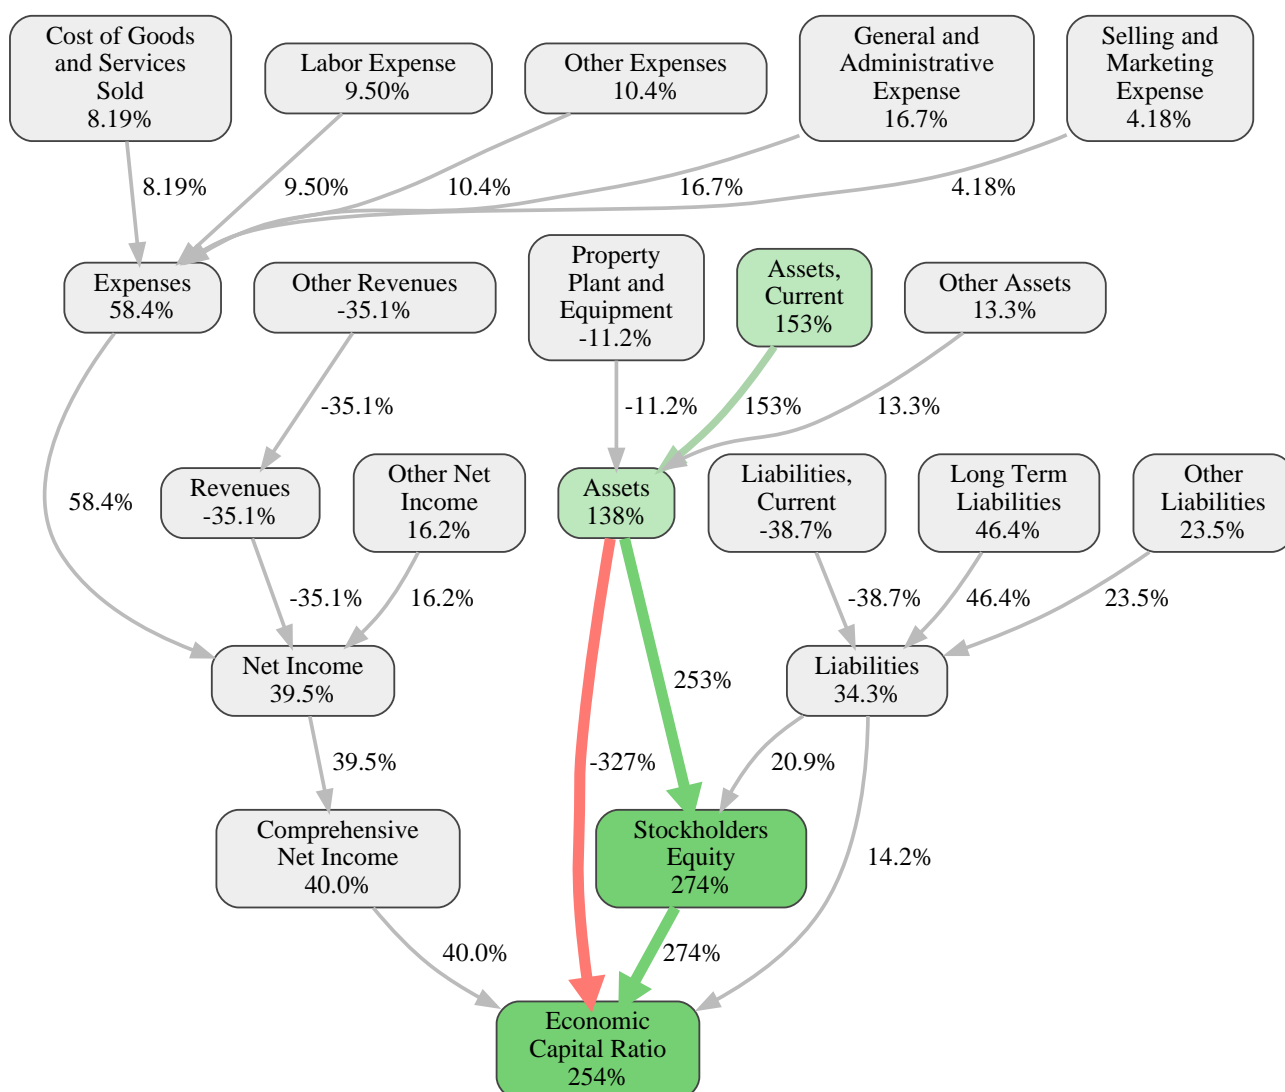 Cost of Goods
and Services
Sold
8.19%
Labor Expense
9.50%
Other Expenses
10.4%
General and
Administrative
Expense
16.7%
Selling and
Marketing
Expense
4.18%
8.19%
9.50%
10.4%
16.7%
4.18%
Expenses
58.4%
Other Revenues
-35.1%
Property
Plant and
Equipment
-11.2%
Assets,
Current
153%
Other Assets
13.3%
-35.1%
-11.2%
153%
13.3%
58.4%
Revenues
-35.1%
Other Net
Income
16.2%
Assets
138%
Liabilities,
Current
-38.7%
Long Term
Liabilities
46.4%
Other
Liabilities
23.5%
-35.1%
16.2%
-38.7%
46.4%
23.5%
Net Income
39.5%
253%
Liabilities
34.3%
39.5%
-327%
20.9%
Comprehensive
Net Income
40.0%
Stockholders
Equity
274%
14.2%
40.0%
274%
Economic
Capital Ratio
254%